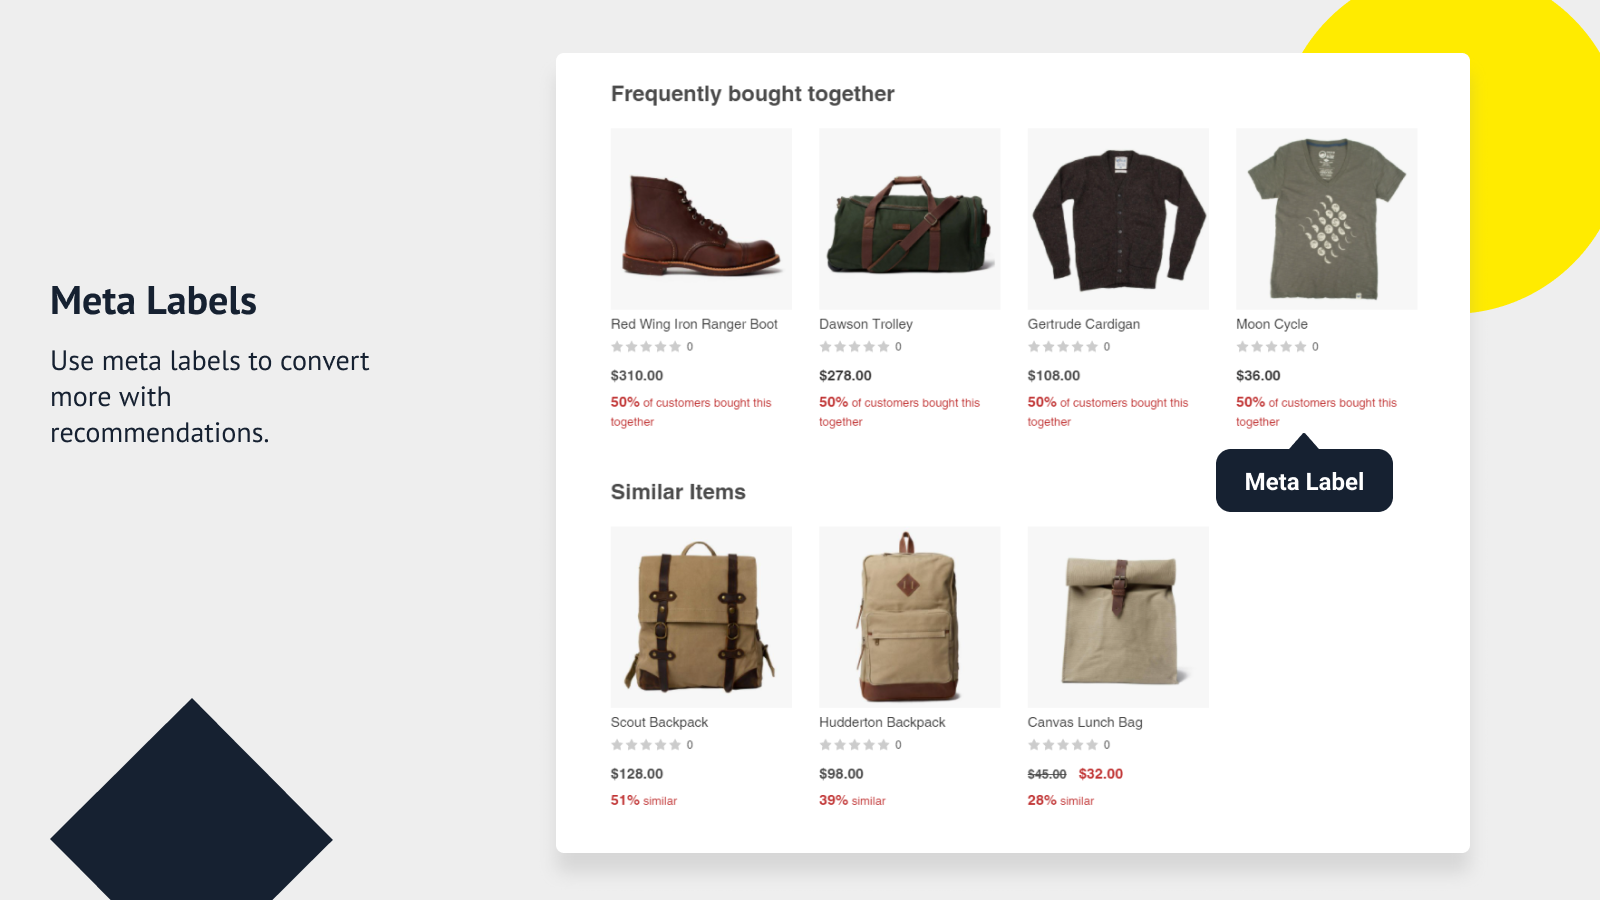 Meta Labels
Use meta labels to convert
more with
recommendations.
Frequently bought together
Red Wing Iron Ranger Boot
0
$310.00
50% of customers bought this
together
Dawson Trolley
0
$278.00
50% of customers bought this
together
Gertrude Cardigan
0
$108.00
50% of customers bought this
together
Moon Cycle
0
$36.00
50% of customers bought this
together
Meta Label
Similar Items
Scout Backpack
0
$128.00
51% similar
Hudderton Backpack
0
$98.00
39% similar
Canvas Lunch Bag
0
$45.00 $32.00
28% similar